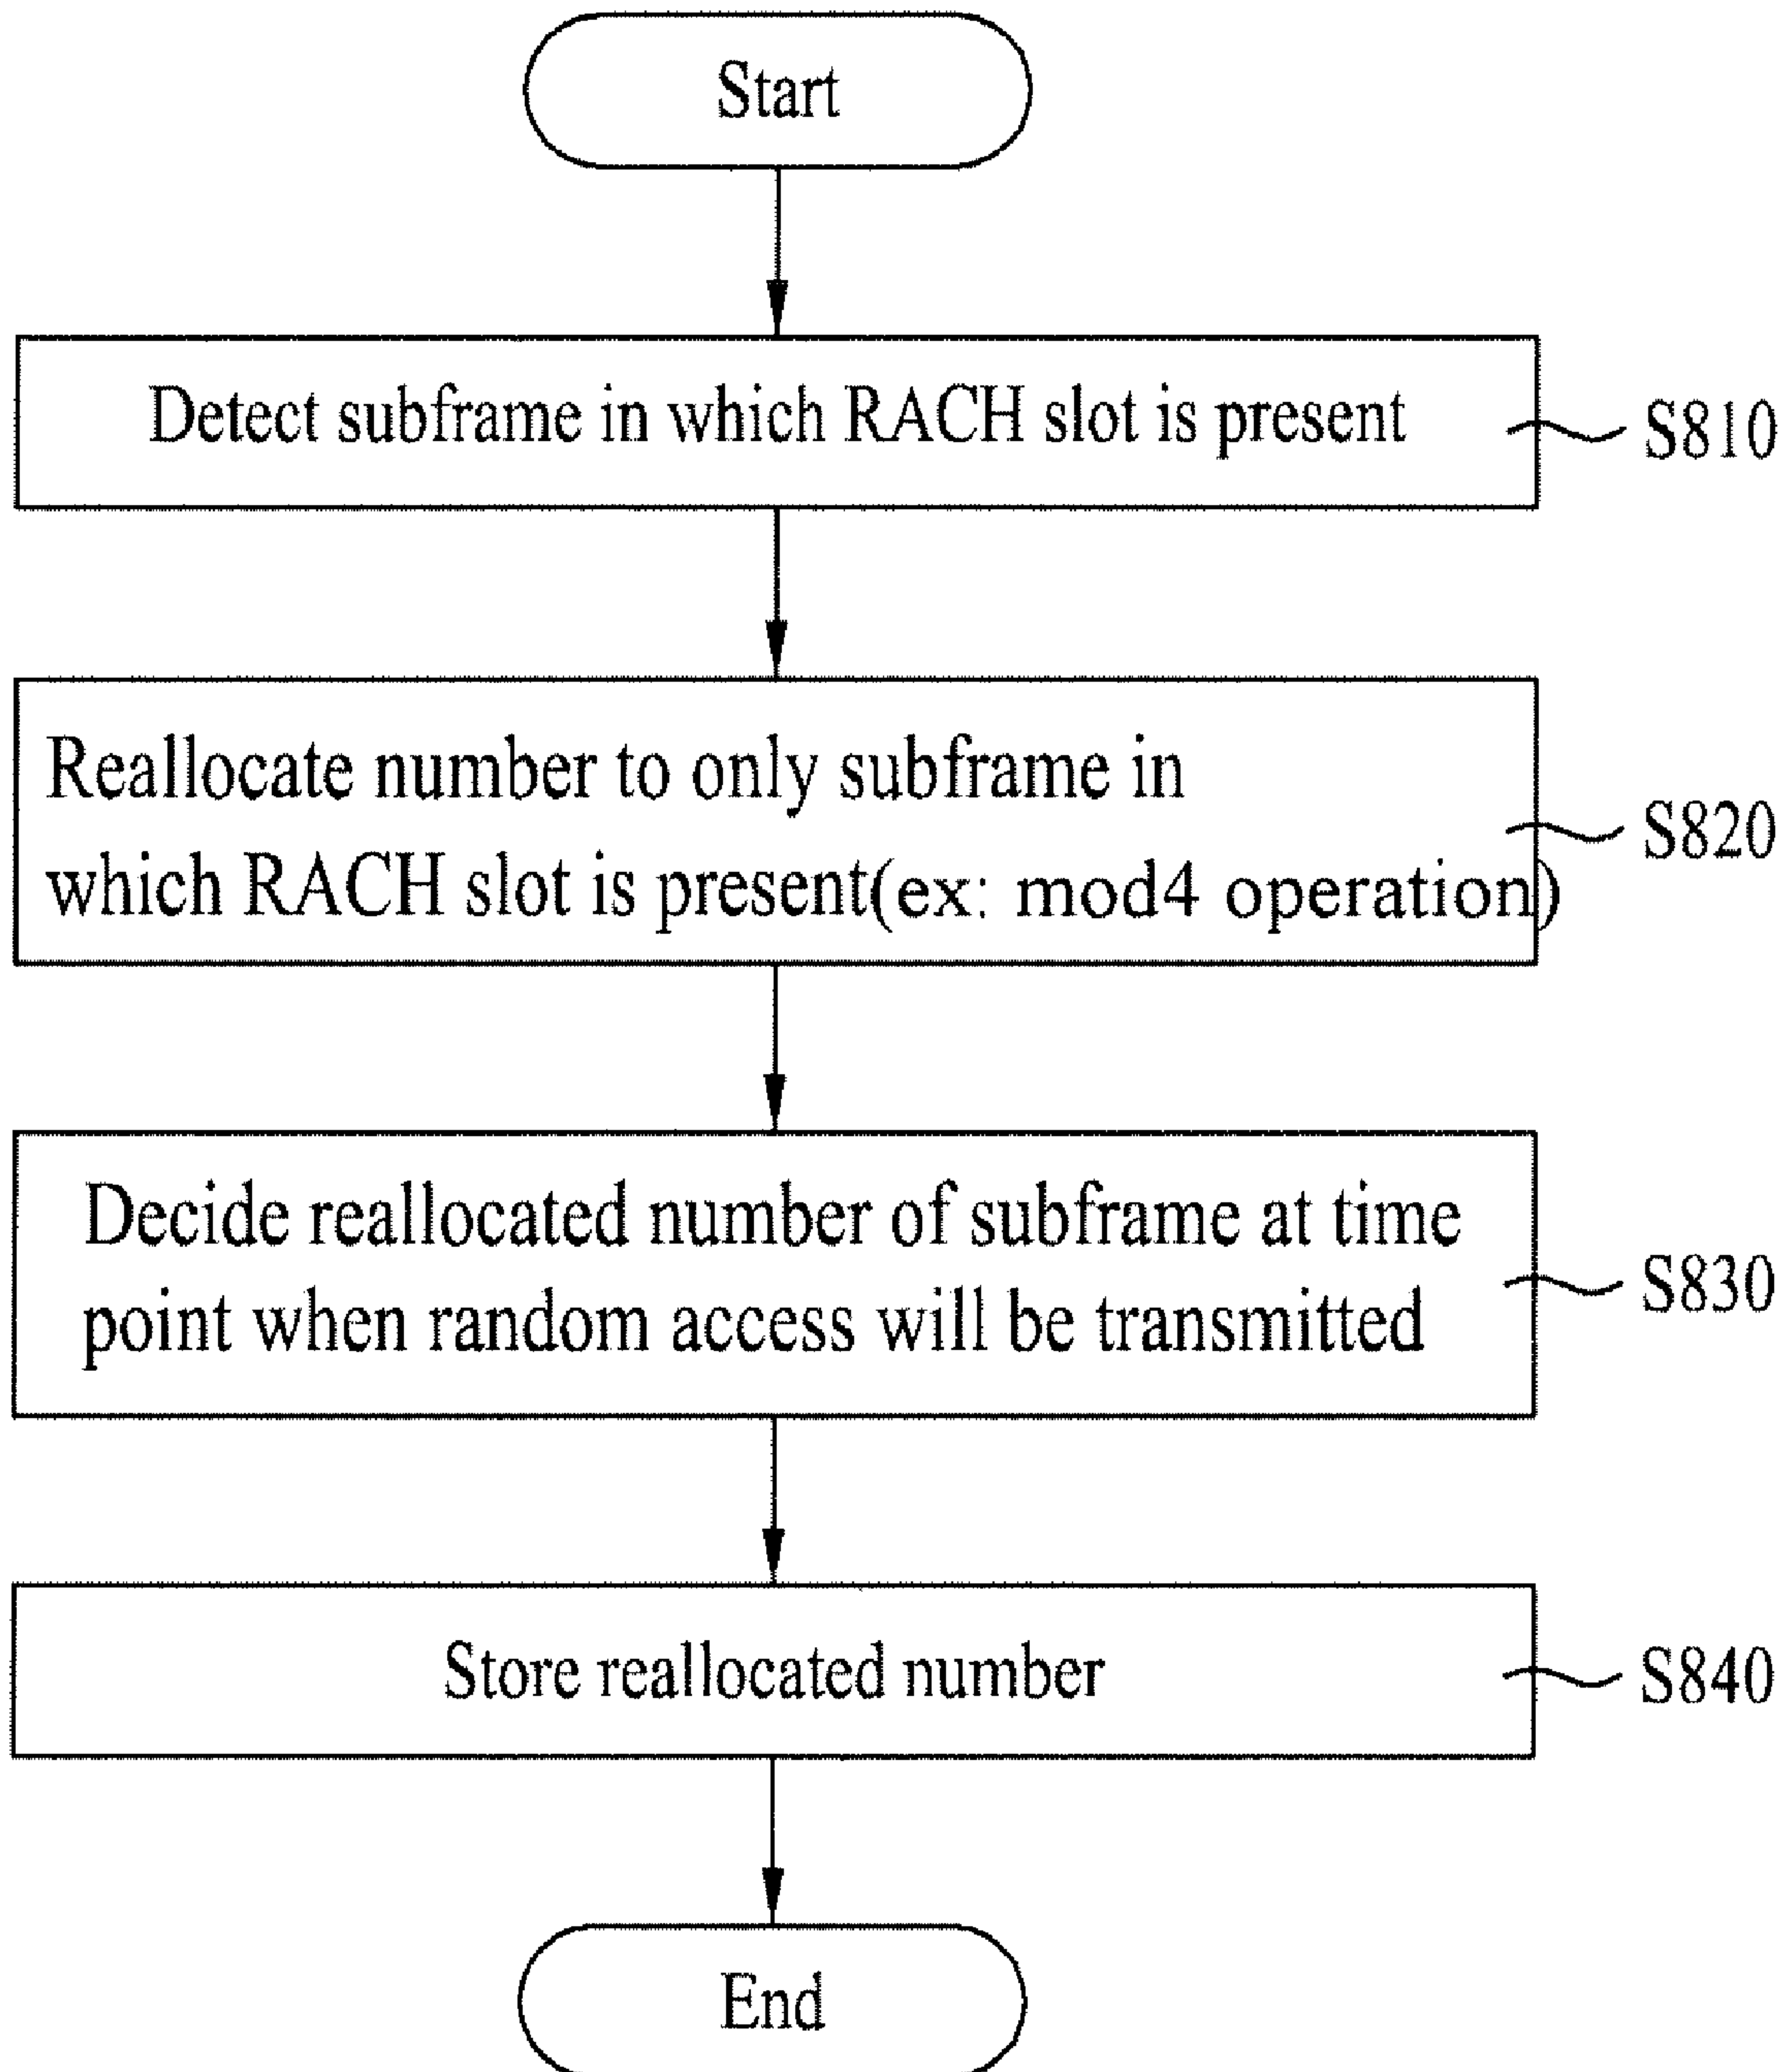 Start
Detect subframe in which RACH slot is present
S810
Reallocate number to only subframe in
which RACH slot is present(ex: mod4 operation)
S820
Decide reallocated number of subframe at time
point when random access will be transmitted
S830
Store reallocated number
S840
End